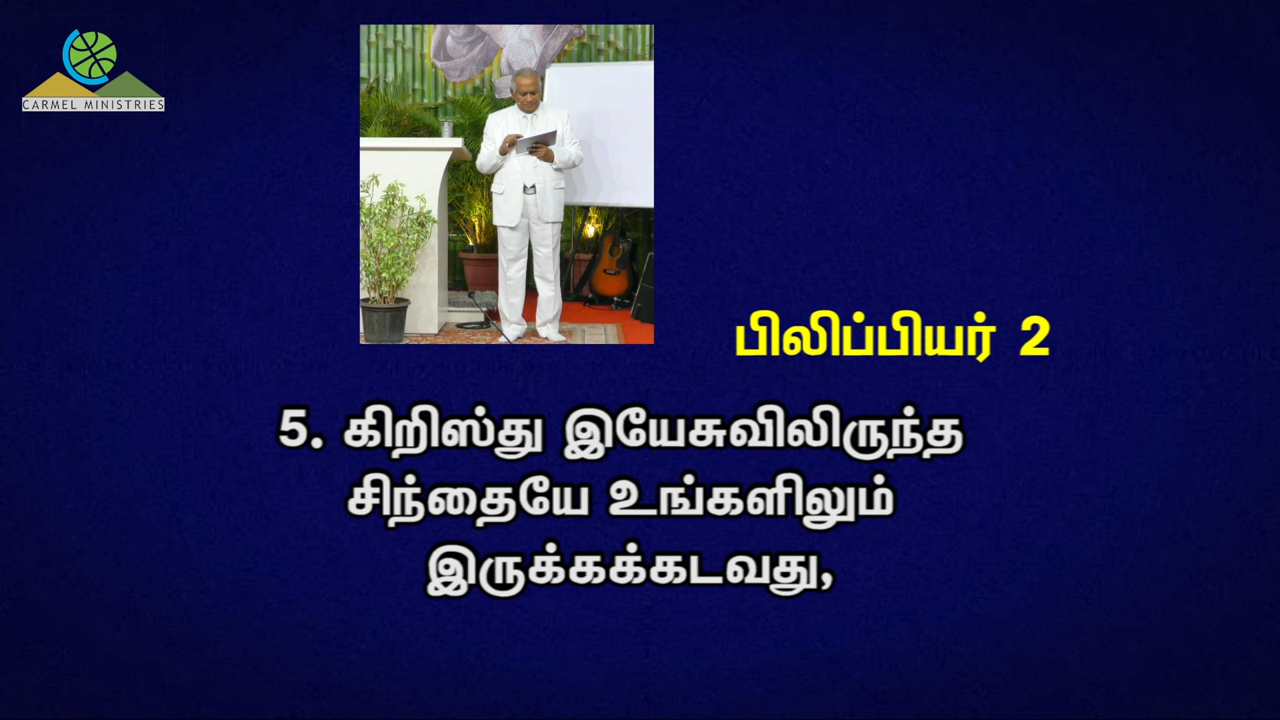 CARMEL MINISTRIES
பிலிப்பியர் 2
5. கிறிஸ்து இயேசுவிலிருந்த
சிந்தையே உங்களிலும்
இருக்கக்கடவது,